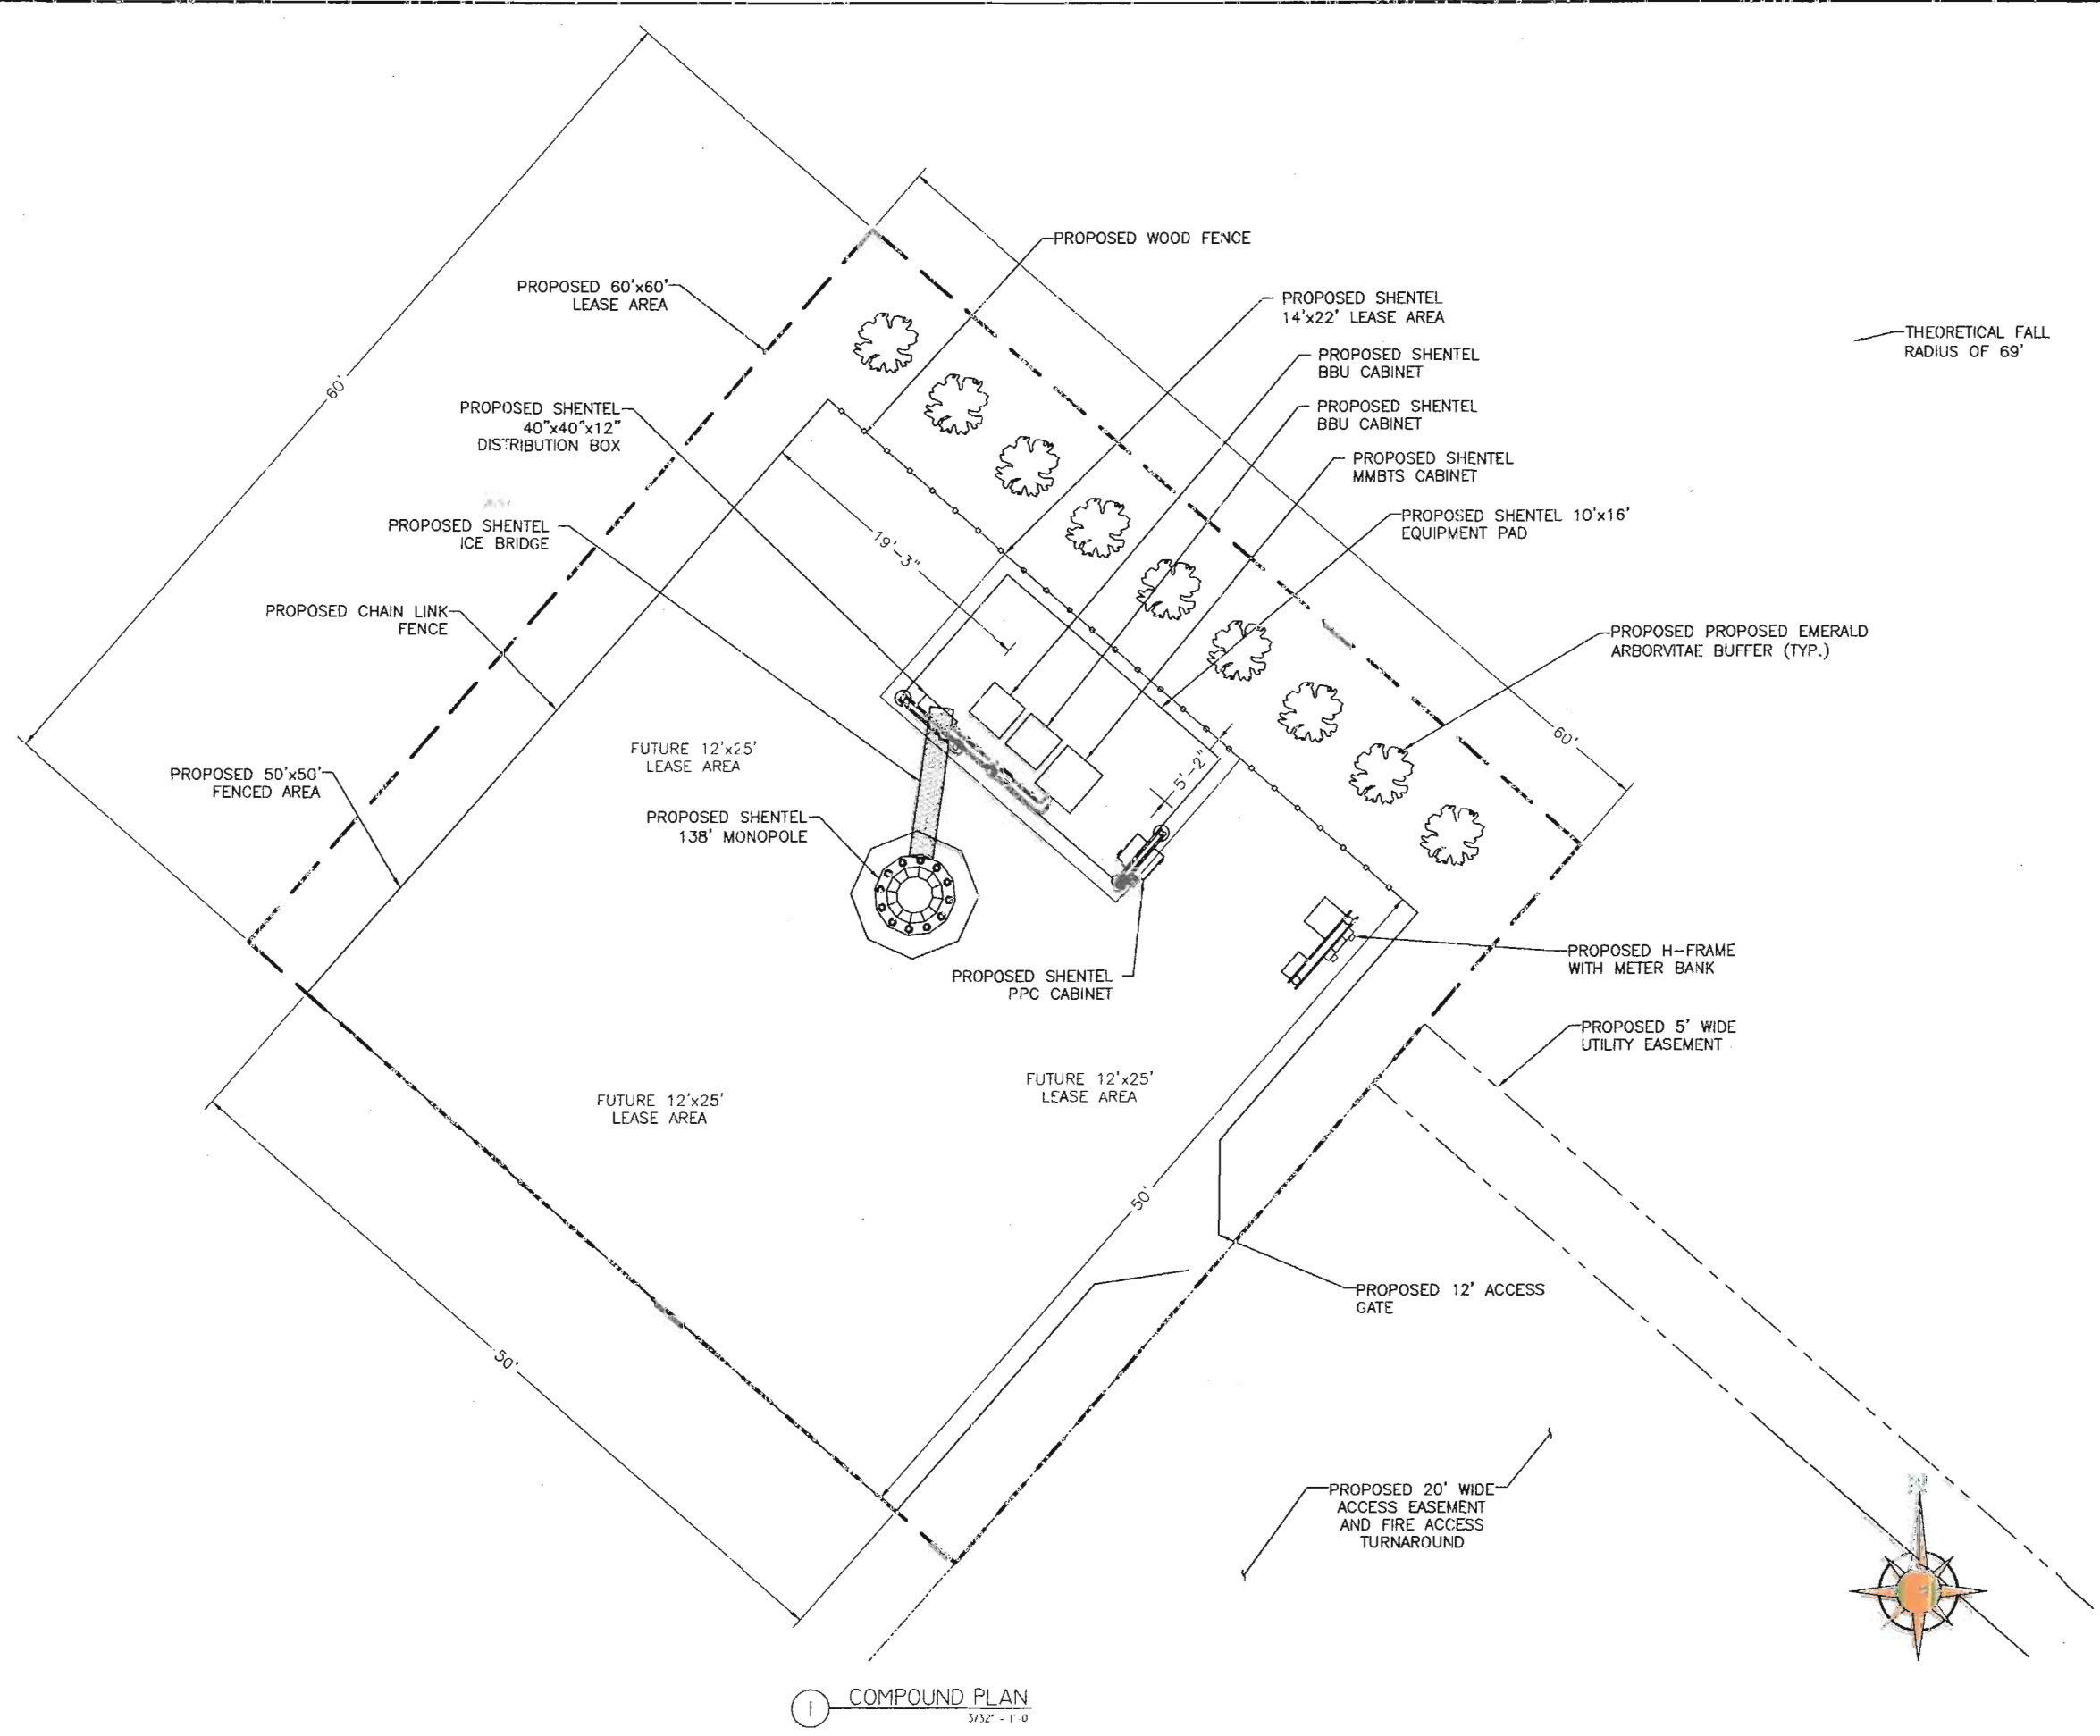 PROPOSED WOOD FENCE
PROPOSED 60'x60'
LEASE AREA
PROPOSED SHENTEL
14'x22' LEASE AREA
THEORETICAL FALL
RADIUS OF 69'
PROPOSED SHENTEL
BBU CABINET
60'
PROPOSED SHENTEL
40"x40"x12"
DISTRIBUTION BOX
PROPOSED SHENTEL
BBU CABINET
PROPOSED SHENTEL
MMBTS CABINET
PROPOSED SHENTEL
ICE BRIDGE
PROPOSED SHENTEL 10'x16'
EQUIPMENT PAD
19'-3"
PROPOSED CHAIN LINK
FENCE
PROPOSED PROPOSED EMERALD
ARBORVITAE BUFFER (TYP.)
60'
FUTURE 12'x25'
LEASE AREA
5'-2"
PROPOSED 50'x50'
FENCED AREA
PROPOSED SHENTEL
138' MONOPOLE
PROPOSED SHENTEL
PPC CABINET
PROPOSED H-FRAME
WITH METER BANK
PROPOSED 5' WIDE
UTILITY EASEMENT
FUTURE 12'x25'
LEASE AREA
FUTURE 12'x25'
LEASE AREA
50'
PROPOSED 12' ACCESS
GATE
50'
PROPOSED 20' WIDE
ACCESS EASEMENT
AND FIRE ACCESS
TURNAROUND
N
1
COMPOUND PLAN
3/32" - 1'-0